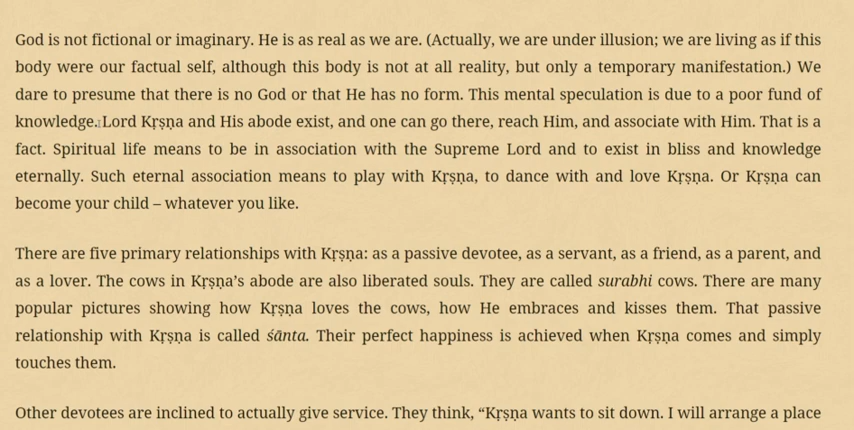 God is not fictional or imaginary. He is as real as we are. (Actually, we are under illusion; we are living as if this
body were our factual self, although this body is not at all reality, but only a temporary manifestation.) We
dare to presume that there is no God or that He has no form. This mental speculation is due to a poor fund of
knowledge. Lord Kṛṣṇa and His abode exist, and one can go there, reach Him, and associate with Him. That is a
fact. Spiritual life means to be in association with the Supreme Lord and to exist in bliss and knowledge
eternally. Such eternal association means to play with Kṛṣṇa, to dance with and love Kṛṣṇa. Or Kṛṣṇa can
become your child – whatever you like.
There are five primary relationships with Kṛṣṇa: as a passive devotee, as a servant, as a friend, as a parent, and
as a lover. The cows in Kṛṣṇa’s abode are also liberated souls. They are called surabhi cows. There are many
popular pictures showing how Kṛṣṇa loves the cows, how He embraces and kisses them. That passive
relationship with Kṛṣṇa is called śānta. Their perfect happiness is achieved when Kṛṣṇa comes and simply
touches them.
Other devotees are inclined to actually give service. They think, “Kṛṣṇa wants to sit down. I will arrange a place